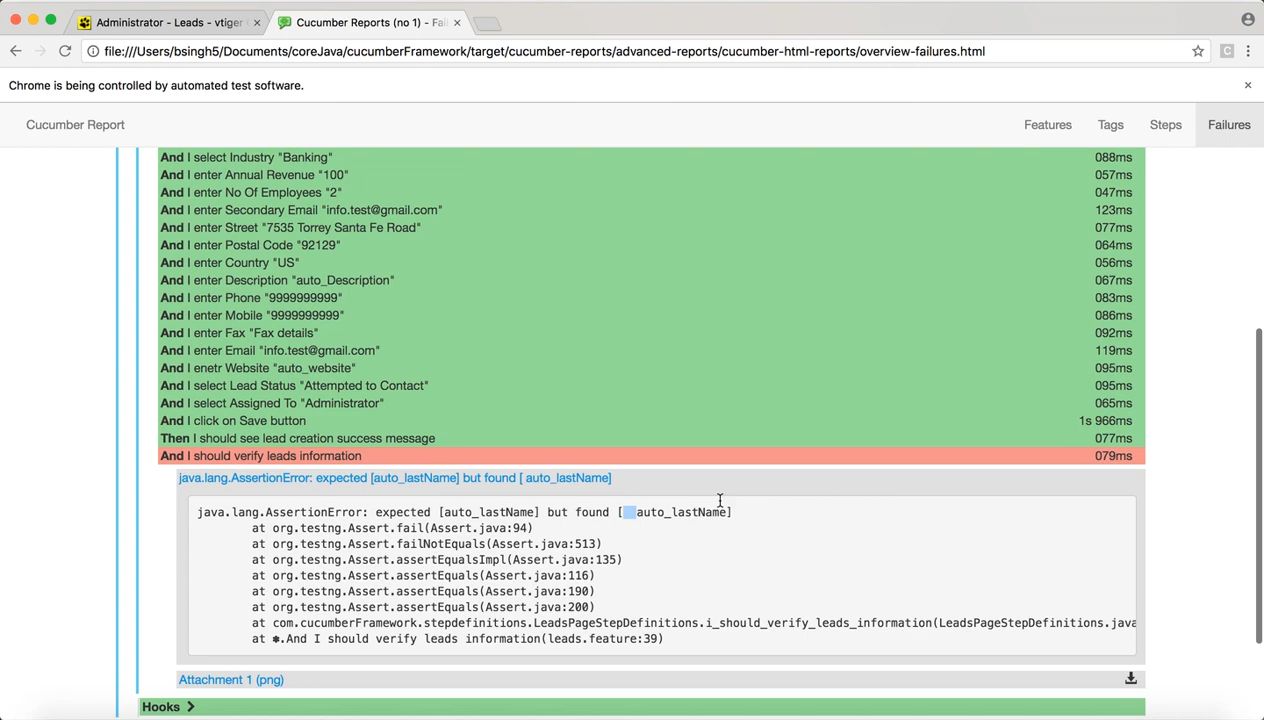 Administrator - Leads - vtiger
Cucumber Reports (no 1) - Fai
file:///Users/bsingh5/Documents/coreJava/cucumberFramework/target/cucumber-reports/advanced-reports/cucumber-html-reports/overview-failures.html
Chrome is being controlled by automated test software.
Cucumber Report Features Tags Steps Failures
And I select Industry "Banking" 088ms
And I enter Annual Revenue "100" 057ms
And I enter No Of Employees "2" 047ms
And I enter Secondary Email "info.test@gmail.com" 123ms
And I enter Street "7535 Torrey Santa Fe Road" 077ms
And I enter Postal Code "92129" 064ms
And I enter Country "US" 056ms
And I enter Description "auto_Description" 067ms
And I enter Phone "9999999999" 083ms
And I enter Mobile "9999999999" 086ms
And I enter Fax "Fax details" 092ms
And I enter Email "info.test@gmail.com" 119ms
And I enetr Website "auto_website" 095ms
And I select Lead Status "Attempted to Contact" 095ms
And I select Assigned To "Administrator" 065ms
And I click on Save button 1s 966ms
Then I should see lead creation success message 077ms
And I should verify leads information 079ms
java.lang.AssertionError: expected [auto_lastName] but found [ auto_lastName]
java.lang.AssertionError: expected [auto_lastName] but found [  auto_lastName]
at org.testng.Assert.fail(Assert.java:94)
at org.testng.Assert.failNotEquals(Assert.java:513)
at org.testng.Assert.assertEqualsImpl(Assert.java:135)
at org.testng.Assert.assertEquals(Assert.java:116)
at org.testng.Assert.assertEquals(Assert.java:190)
at org.testng.Assert.assertEquals(Assert.java:200)
at com.cucumberFramework.stepdefinitions.LeadsPageStepDefinitions.i_should_verify_leads_information(LeadsPageStepDefinitions.java
at ✽.And I should verify leads information(leads.feature:39)
Attachment 1 (png)
Hooks